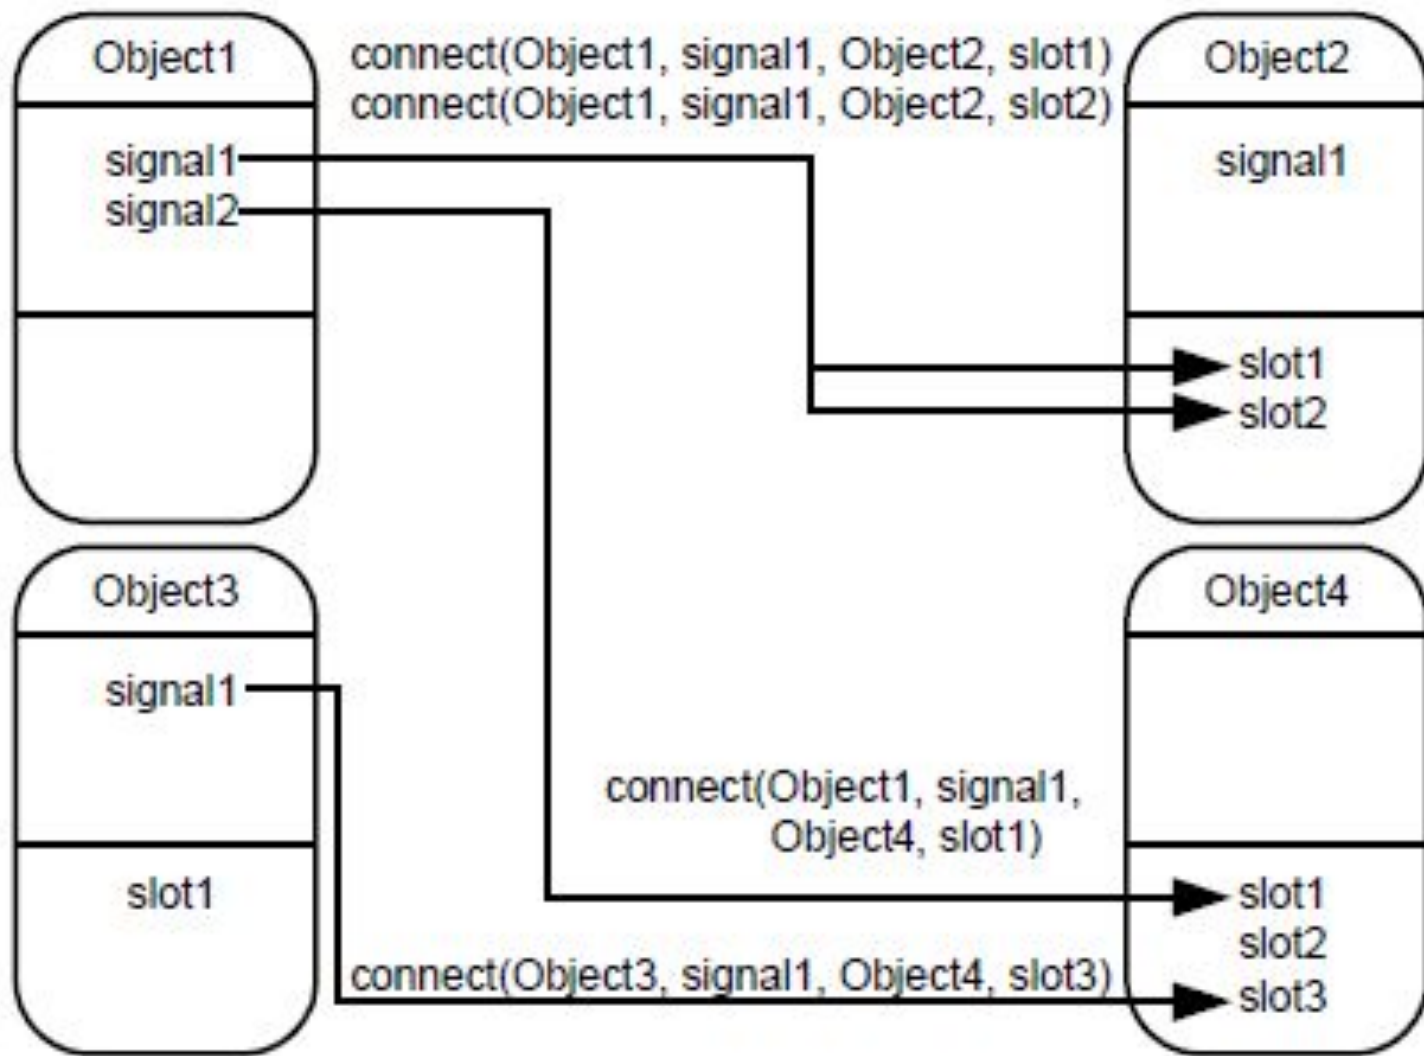 Object1
connect(Object1, signal1, Object2, slot1)
connect(Object1, signal1, Object2, slot2)
Object2
signal1
signal2
signal1
slot1
slot2
Object3
signal1
slot1
Object4
connect(Object1, signal1,
Object4, slot1)
slot1
slot2
slot3
connect(Object3, signal1, Object4, slot3)